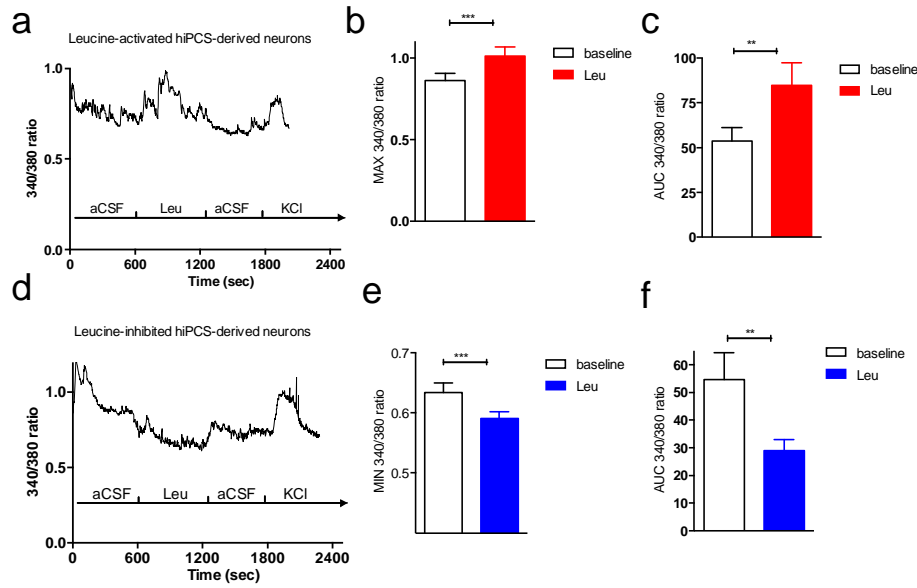 a
Leucine-activated hiPCS-derived neurons
340/380 ratio
1.0
0.5
0.0
aCSF Leu aCSF KCl
0 600 1200 1800 2400
Time (sec)
b
***
baseline
Leu
MAX 340/380 ratio
1.0
0.5
0.0
c
**
baseline
Leu
AUC 340/380 ratio
100
75
50
25
0
d
Leucine-inhibited hiPCS-derived neurons
340/380 ratio
1.0
0.5
0.0
aCSF Leu aCSF KCl
0 600 1200 1800 2400
Time (sec)
e
***
baseline
Leu
MIN 340/380 ratio
0.7
0.6
0.5
f
**
baseline
Leu
AUC 340/380 ratio
60
50
40
30
20
10
0